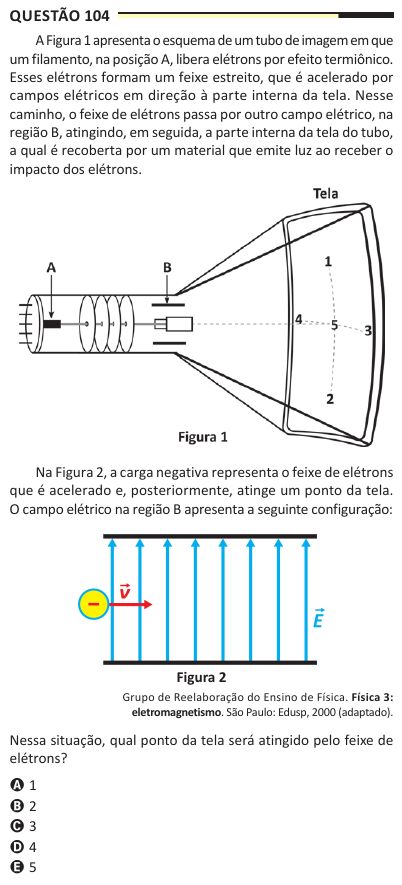 QUESTÃO 104
A Figura 1 apresenta o esquema de um tubo de imagem em que
um filamento, na posição A, libera elétrons por efeito termiônico.
Esses elétrons formam um feixe estreito, que é acelerado por
campos elétricos em direção à parte interna da tela. Nesse
caminho, o feixe de elétrons passa por outro campo elétrico, na
região B, atingindo, em seguida, a parte interna da tela do tubo,
a qual é recoberta por um material que emite luz ao receber o
impacto dos elétrons.
Tela
A
B
1
4
5
3
2
Figura 1
Na Figura 2, a carga negativa representa o feixe de elétrons
que é acelerado e, posteriormente, atinge um ponto da tela.
O campo elétrico na região B apresenta a seguinte configuração:
− v⃗
E⃗
Figura 2
Grupo de Reelaboração do Ensino de Física. Física 3:
eletromagnetismo. São Paulo: Edusp, 2000 (adaptado).
Nessa situação, qual ponto da tela será atingido pelo feixe de
elétrons?
A 1
B 2
C 3
D 4
E 5